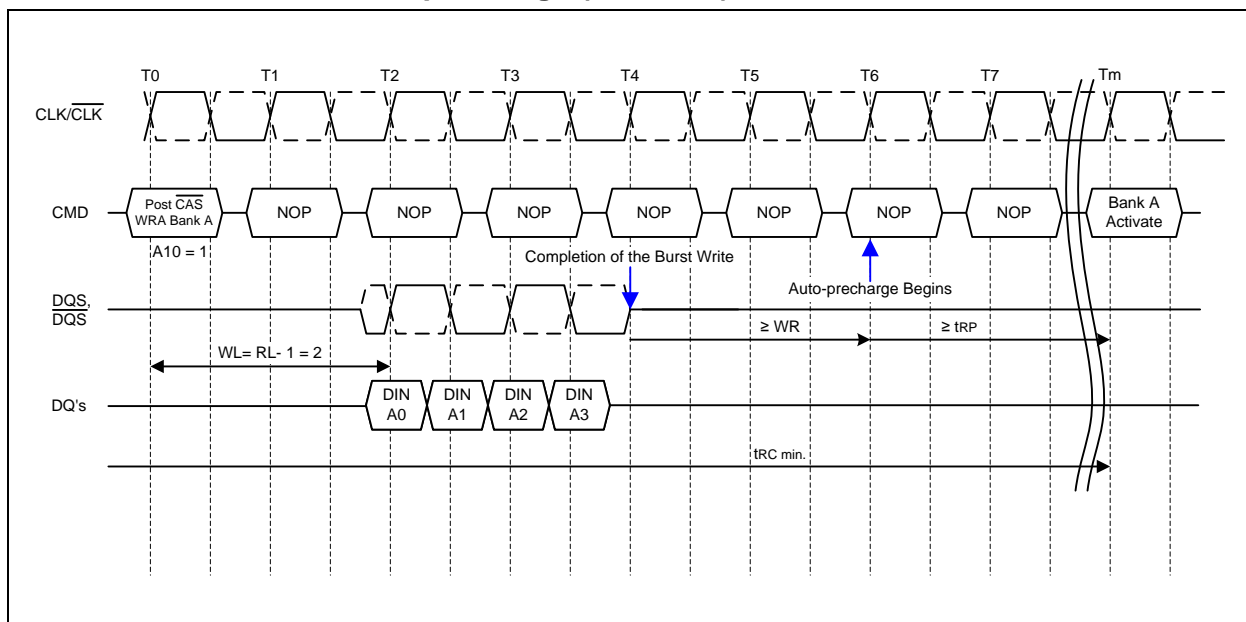 T0 T1 T2 T3 T4 T5 T6 T7 Tm
CLK/CLK
CMD
Post CAS
WRA Bank A
NOP NOP NOP NOP NOP NOP NOP
Bank A
Activate
A10 = 1
Completion of the Burst Write
Auto-precharge Begins
DQS,
DQS
≥ WR
≥ tRP
WL= RL- 1 = 2
DQ's
DIN
A0
DIN
A1
DIN
A2
DIN
A3
tRC min.